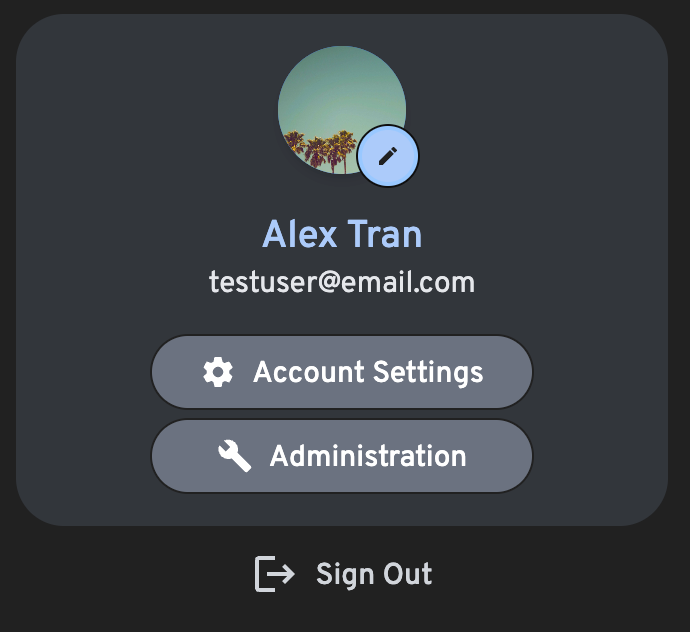 Alex Tran
testuser@email.com
Account Settings
Administration
Sign Out